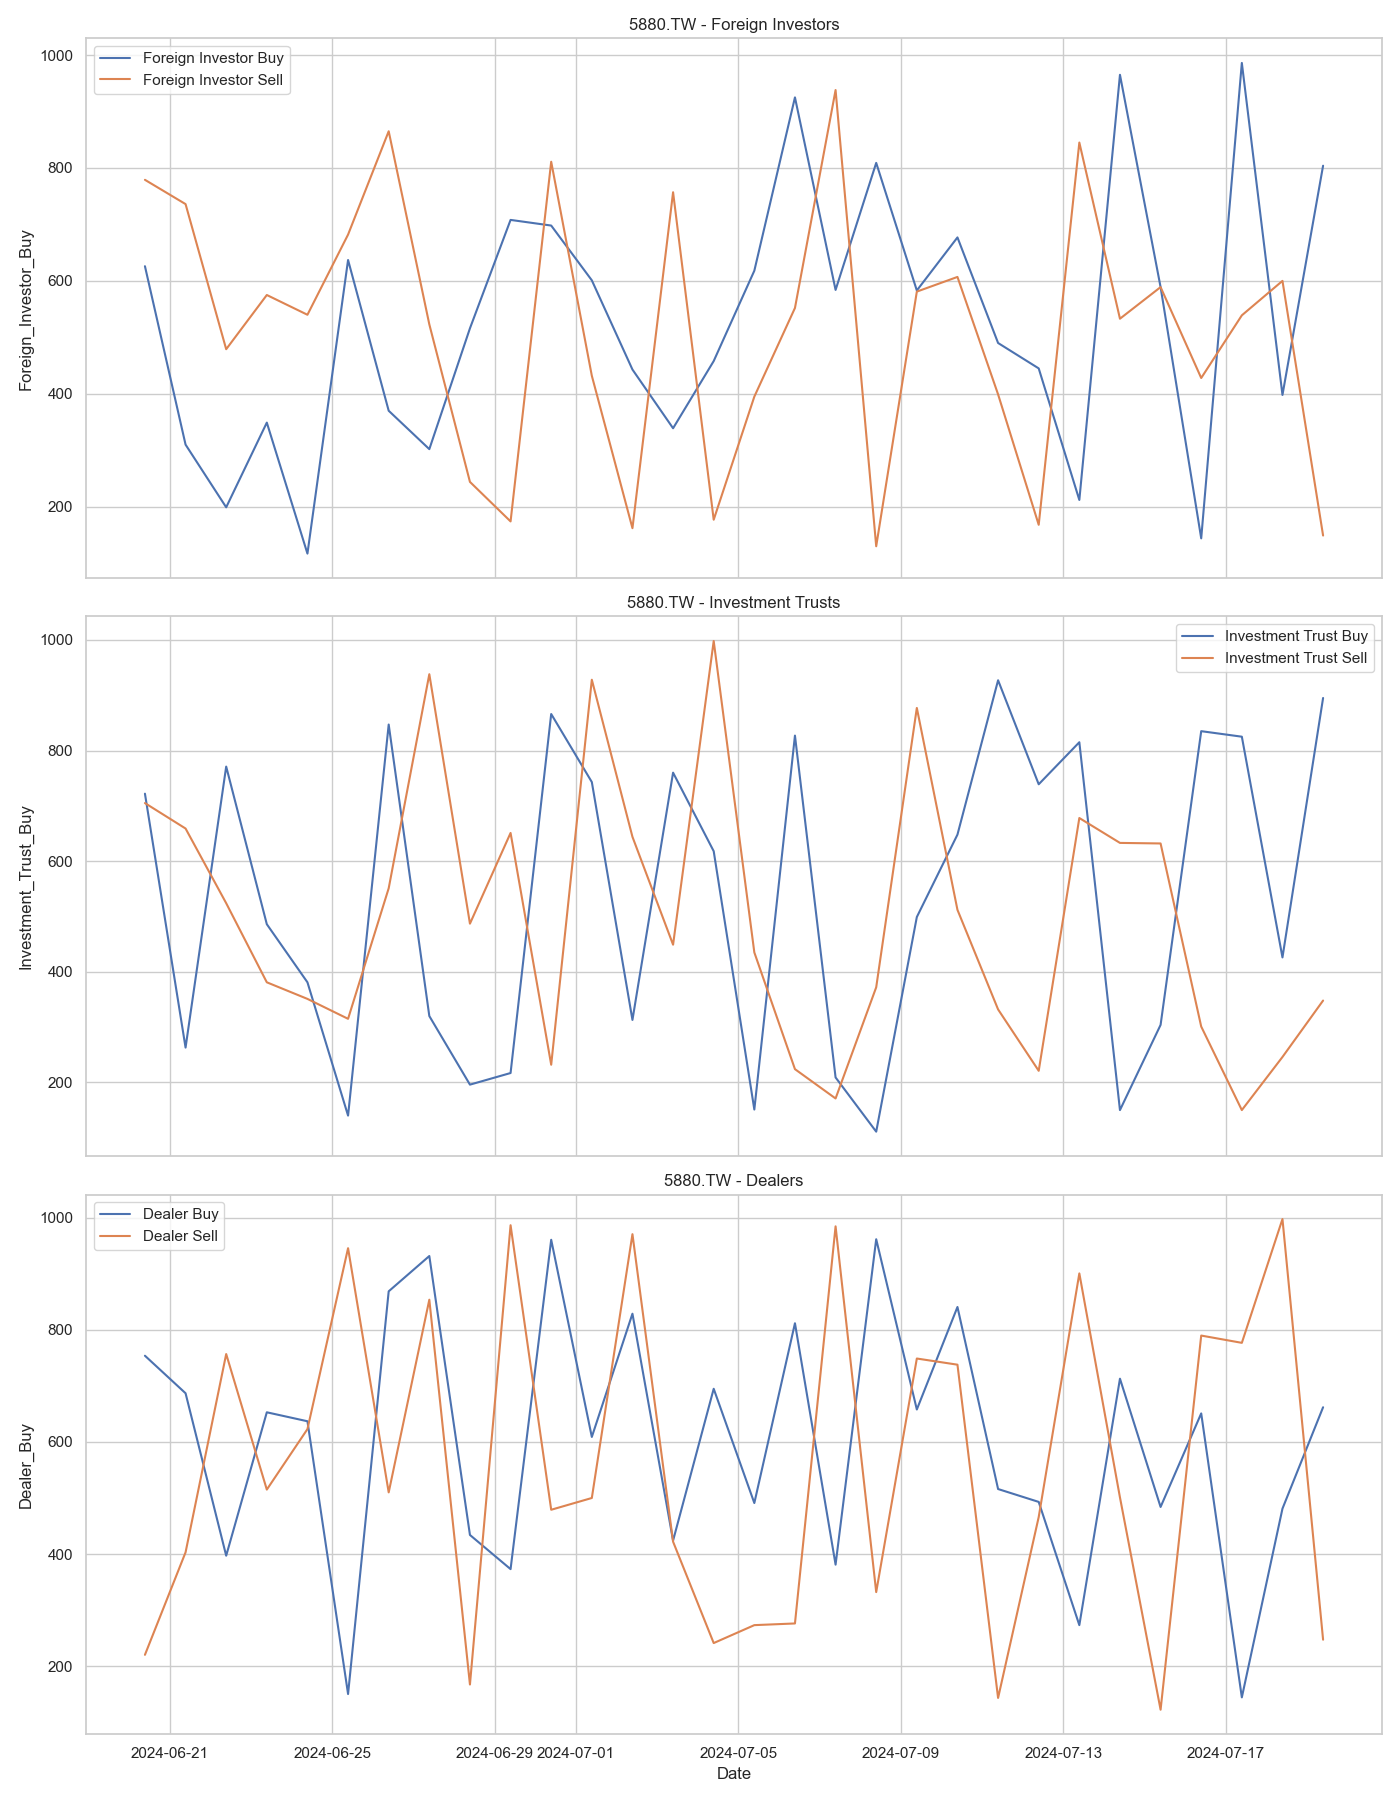 5880.TW - Foreign Investors
Foreign Investor Buy
Foreign Investor Sell
Foreign_Investor_Buy
1000
800
600
400
200
5880.TW - Investment Trusts
Investment Trust Buy
Investment Trust Sell
Investment_Trust_Buy
1000
800
600
400
200
5880.TW - Dealers
Dealer Buy
Dealer Sell
Dealer_Buy
1000
800
600
400
200
2024-06-21 2024-06-25 2024-06-29 2024-07-01 2024-07-05 2024-07-09 2024-07-13 2024-07-17
Date